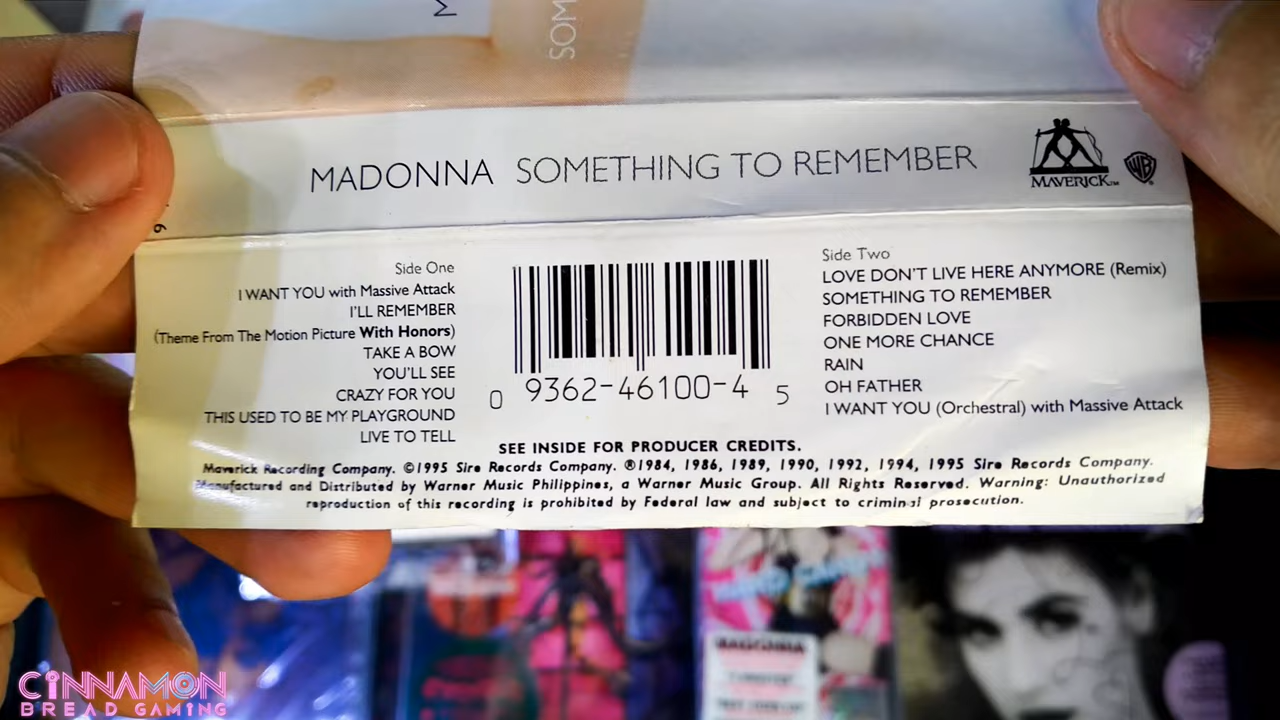 M
SOM
MADONNA SOMETHING TO REMEMBER
MAVERICK™
WB
9
Side One
I WANT YOU with Massive Attack
I'LL REMEMBER
(Theme From The Motion Picture With Honors)
TAKE A BOW
YOU'LL SEE
CRAZY FOR YOU
THIS USED TO BE MY PLAYGROUND
LIVE TO TELL
0 9362-46100-4 5
Side Two
LOVE DON'T LIVE HERE ANYMORE (Remix)
SOMETHING TO REMEMBER
FORBIDDEN LOVE
ONE MORE CHANCE
RAIN
OH FATHER
I WANT YOU (Orchestral) with Massive Attack
SEE INSIDE FOR PRODUCER CREDITS.
Maverick Recording Company. ©1995 Sire Records Company. ℗1984, 1986, 1989, 1990, 1992, 1994, 1995 Sire Records Company.
Manufactured and Distributed by Warner Music Philippines, a Warner Music Group. All Rights Reserved. Warning: Unauthorized
reproduction of this recording is prohibited by Federal law and subject to criminal prosecution.
MADONNA
CINNAMON
BREAD GAMING